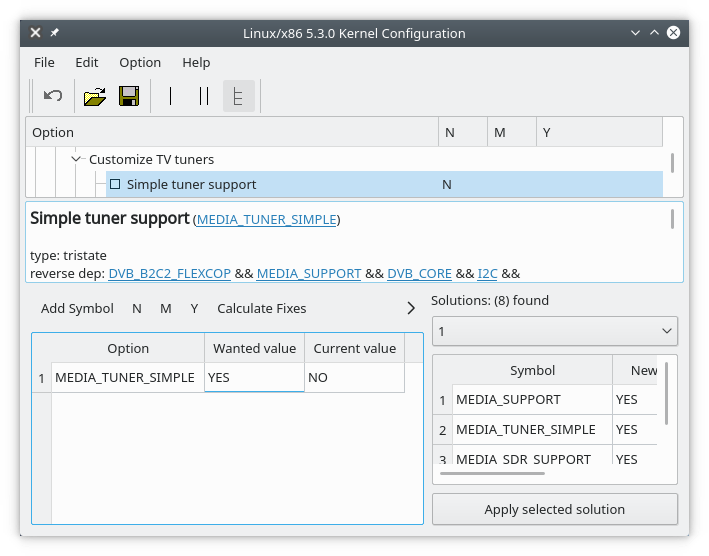 Linux/x86 5.3.0 Kernel Configuration
File Edit Option Help
Option N M Y
Customize TV tuners
Simple tuner support N
Simple tuner support (MEDIA_TUNER_SIMPLE)
type: tristate
reverse dep: DVB_B2C2_FLEXCOP && MEDIA_SUPPORT && DVB_CORE && I2C &&
Add Symbol N M Y Calculate Fixes
Option Wanted value Current value
1 MEDIA_TUNER_SIMPLE YES NO
Solutions: (8) found
1
Symbol New
1 MEDIA_SUPPORT YES
2 MEDIA_TUNER_SIMPLE YES
3 MEDIA_SDR_SUPPORT YES
Apply selected solution